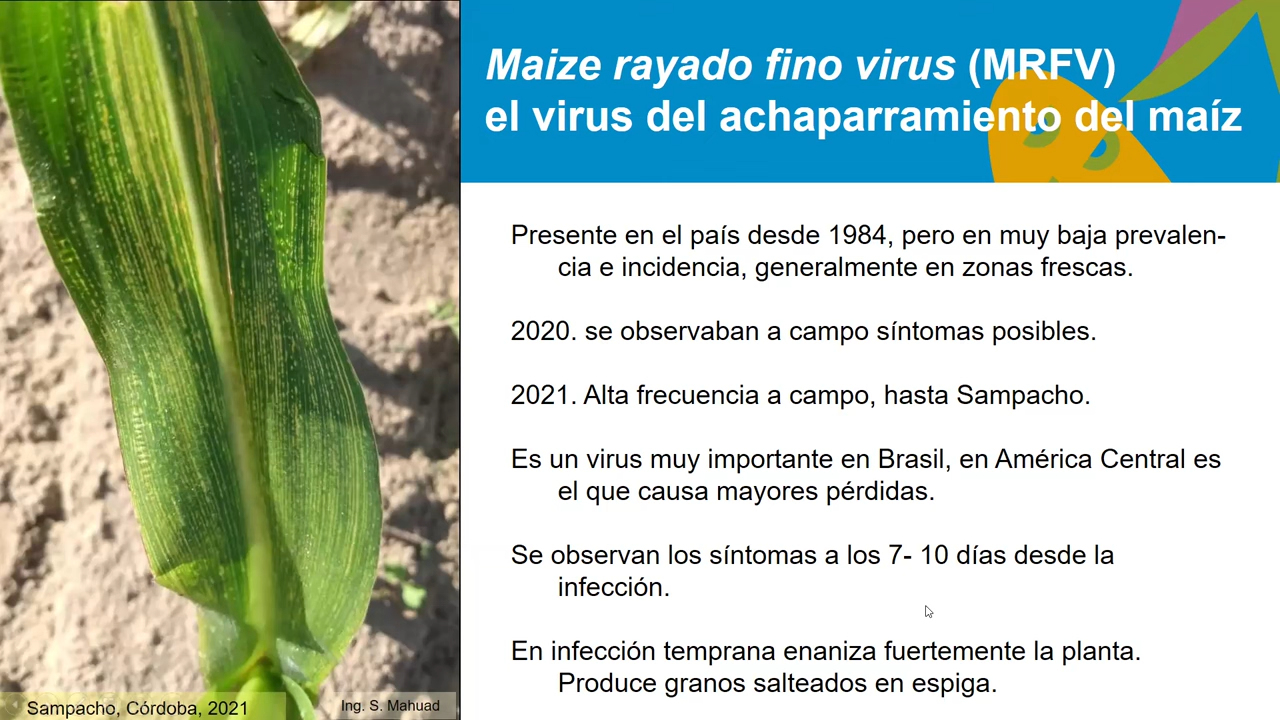 Maize rayado fino virus (MRFV)
el virus del achaparramiento del maíz
Presente en el país desde 1984, pero en muy baja prevalen-
cia e incidencia, generalmente en zonas frescas.
2020. se observaban a campo síntomas posibles.
2021. Alta frecuencia a campo, hasta Sampacho.
Es un virus muy importante en Brasil, en América Central es
el que causa mayores pérdidas.
Se observan los síntomas a los 7- 10 días desde la
infección.
En infección temprana enaniza fuertemente la planta.
Produce granos salteados en espiga.
Sampacho, Córdoba, 2021
Ing. S. Mahuad